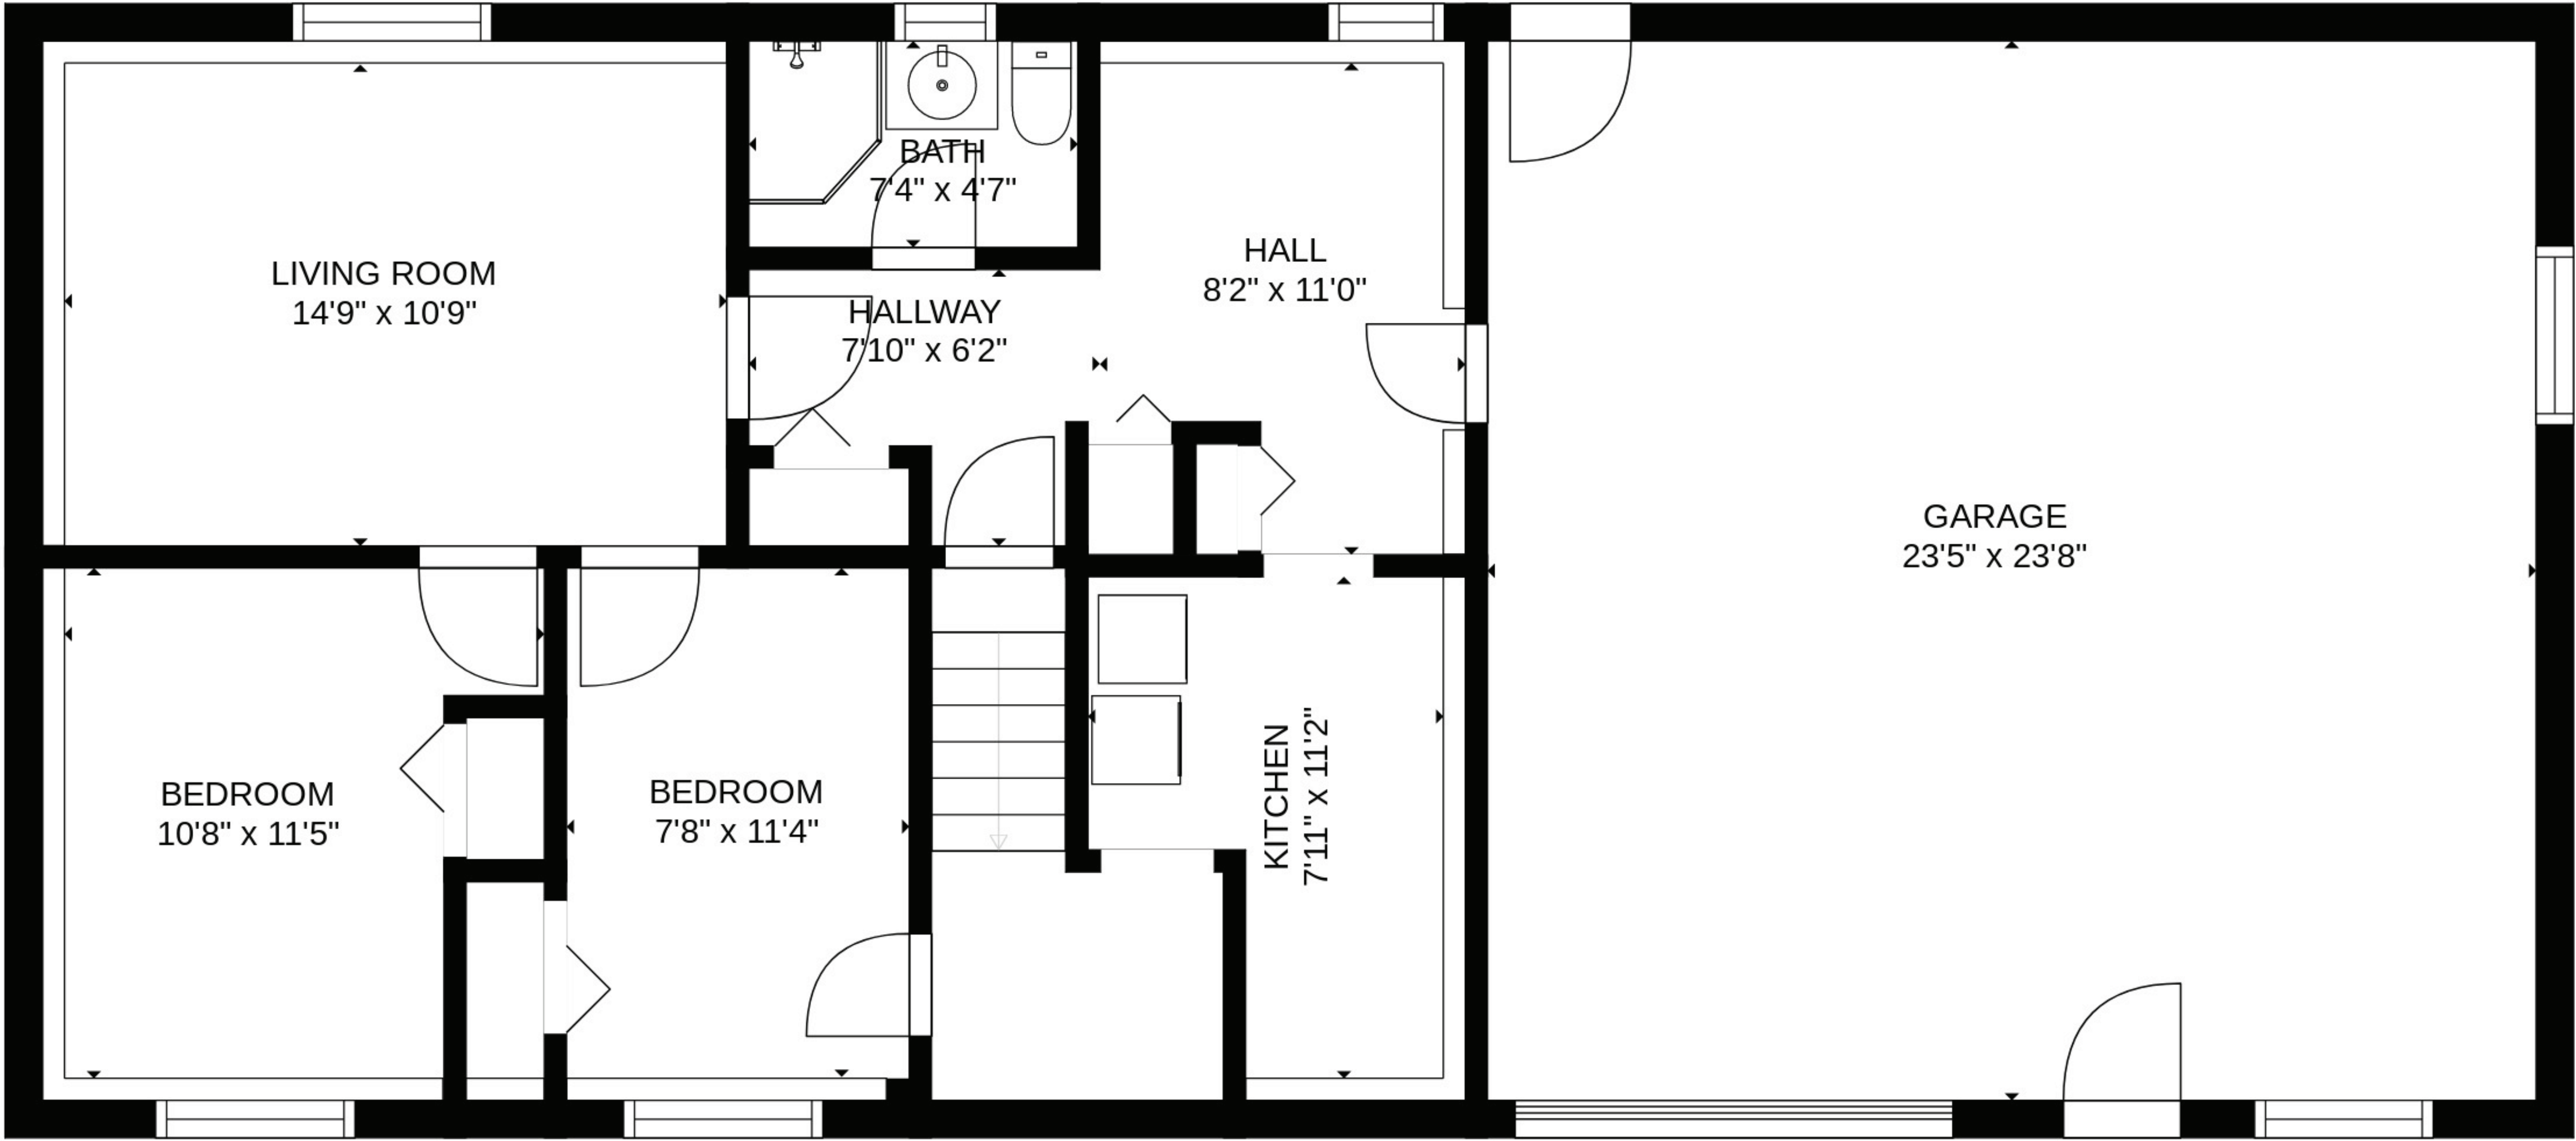 LIVING ROOM
14'9" x 10'9"
BATH
7'4" x 4'7"
HALLWAY
7'10" x 6'2"
HALL
8'2" x 11'0"
GARAGE
23'5" x 23'8"
BEDROOM
10'8" x 11'5"
BEDROOM
7'8" x 11'4"
KITCHEN
7'11" x 11'2"